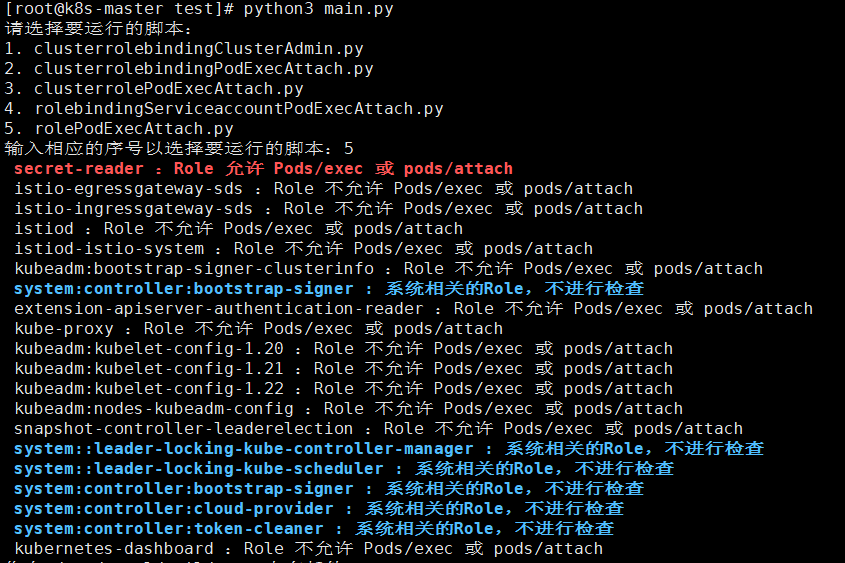 [root@k8s-master test]# python3 main.py
请选择要运行的脚本:
1. clusterrolebindingClusterAdmin.py
2. clusterrolebindingPodExecAttach.py
3. clusterrolePodExecAttach.py
4. rolebindingServiceaccountPodExecAttach.py
5. rolePodExecAttach.py
输入相应的序号以选择要运行的脚本：5
secret-reader ：Role 允许 Pods/exec 或 pods/attach
istio-egressgateway-sds ：Role 不允许 Pods/exec 或 pods/attach
istio-ingressgateway-sds ：Role 不允许 Pods/exec 或 pods/attach
istiod ：Role 不允许 Pods/exec 或 pods/attach
istiod-istio-system ：Role 不允许 Pods/exec 或 pods/attach
kubeadm:bootstrap-signer-clusterinfo ：Role 不允许 Pods/exec 或 pods/attach
system:controller:bootstrap-signer : 系统相关的Role，不进行检查
extension-apiserver-authentication-reader ：Role 不允许 Pods/exec 或 pods/attach
kube-proxy ：Role 不允许 Pods/exec 或 pods/attach
kubeadm:kubelet-config-1.20 ：Role 不允许 Pods/exec 或 pods/attach
kubeadm:kubelet-config-1.21 ：Role 不允许 Pods/exec 或 pods/attach
kubeadm:kubelet-config-1.22 ：Role 不允许 Pods/exec 或 pods/attach
kubeadm:nodes-kubeadm-config ：Role 不允许 Pods/exec 或 pods/attach
snapshot-controller-leaderelection ：Role 不允许 Pods/exec 或 pods/attach
system::leader-locking-kube-controller-manager : 系统相关的Role，不进行检查
system::leader-locking-kube-scheduler : 系统相关的Role，不进行检查
system:controller:bootstrap-signer : 系统相关的Role，不进行检查
system:controller:cloud-provider : 系统相关的Role，不进行检查
system:controller:token-cleaner : 系统相关的Role，不进行检查
kubernetes-dashboard ：Role 不允许 Pods/exec 或 pods/attach